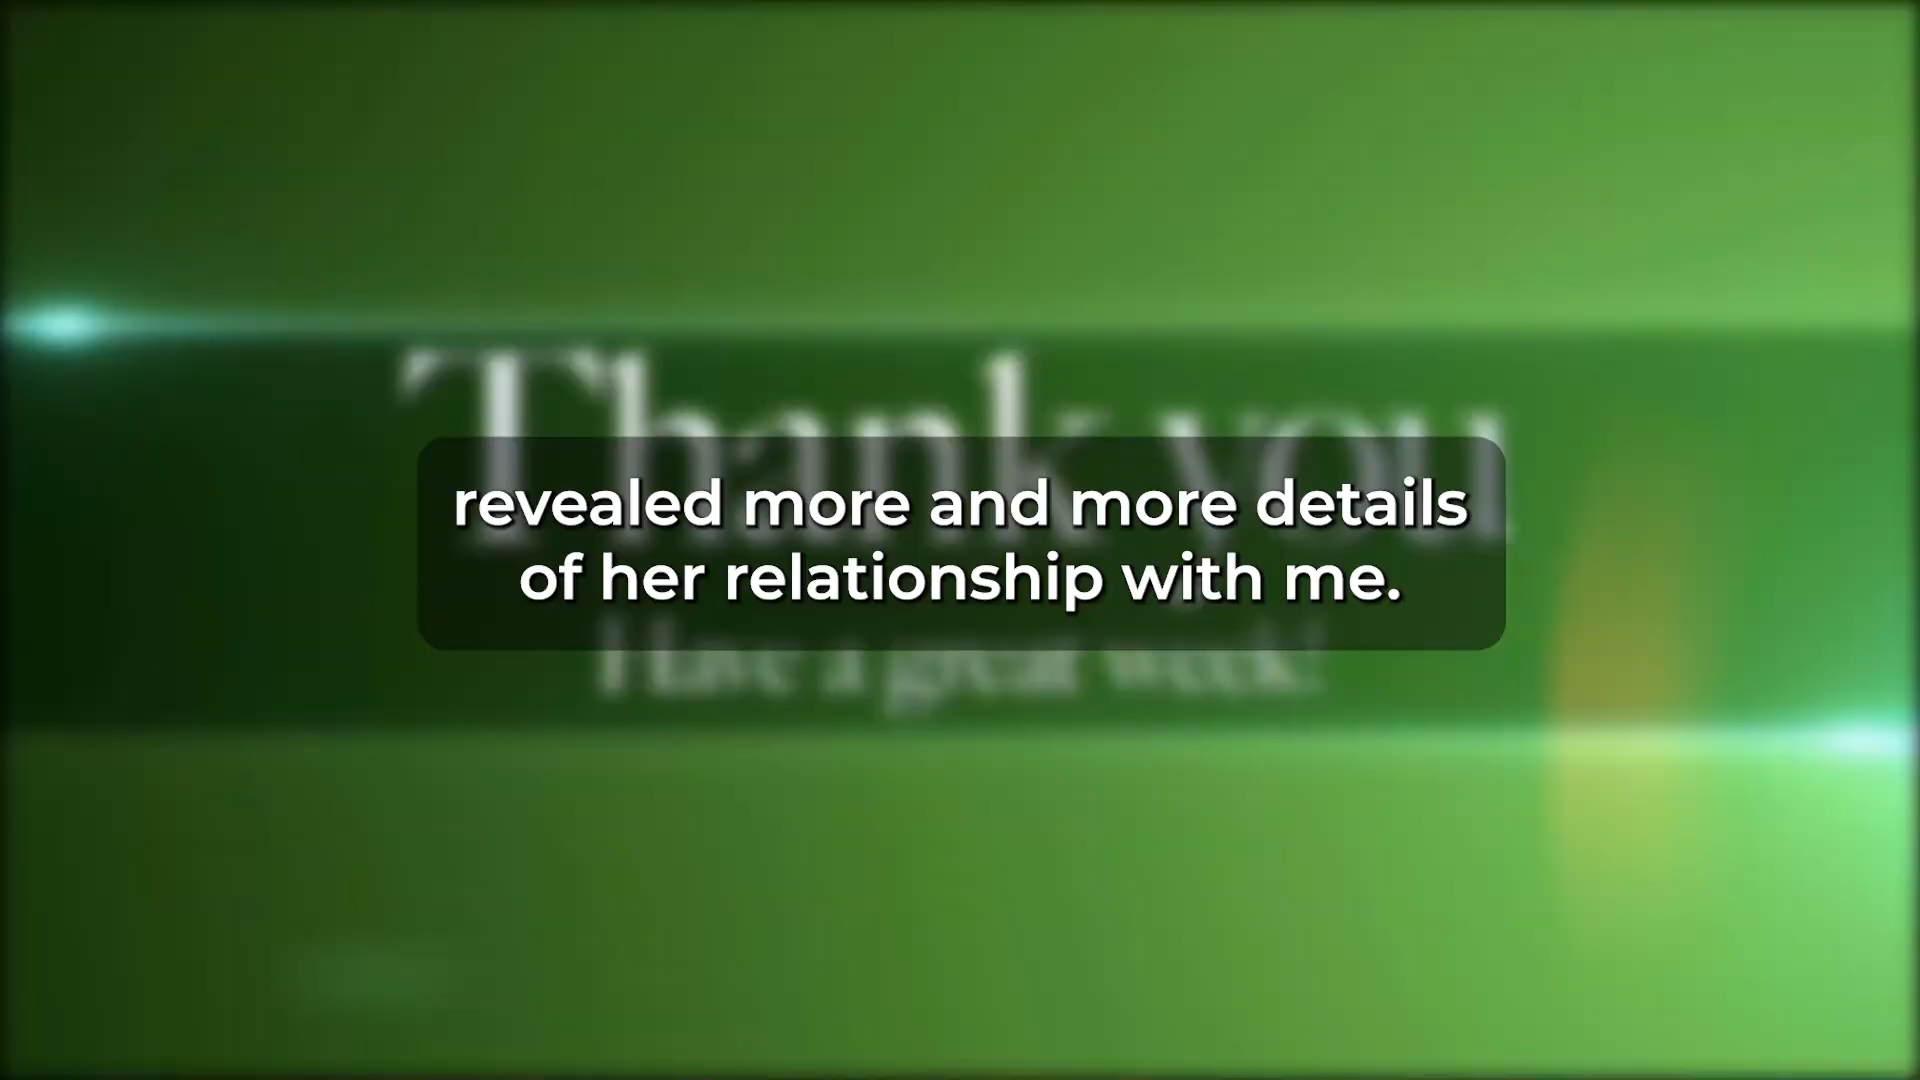 Thank you
revealed more and more details
of her relationship with me.
Have a great week!